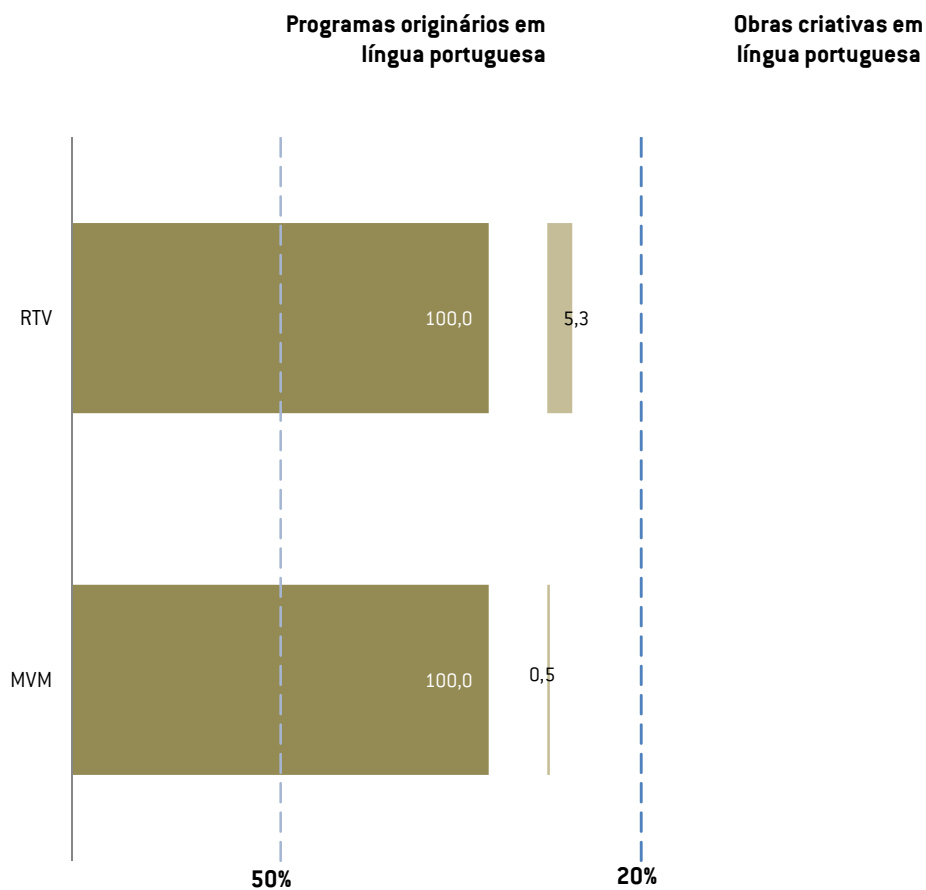 Programas originários em
língua portuguesa
Obras criativas em
língua portuguesa
RTV
100,0
5,3
MVM
100,0
0,5
50%
20%